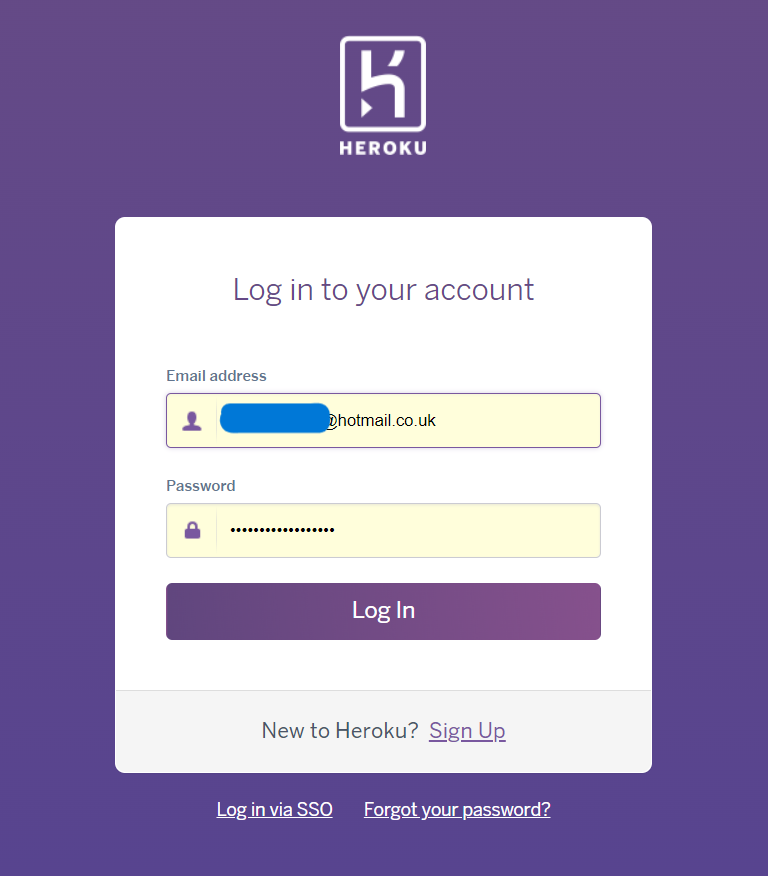 HEROKU
Log in to your account
Email address
@hotmail.co.uk
Password
••••••••••••••••••
Log In
New to Heroku? Sign Up
Log in via SSO Forgot your password?